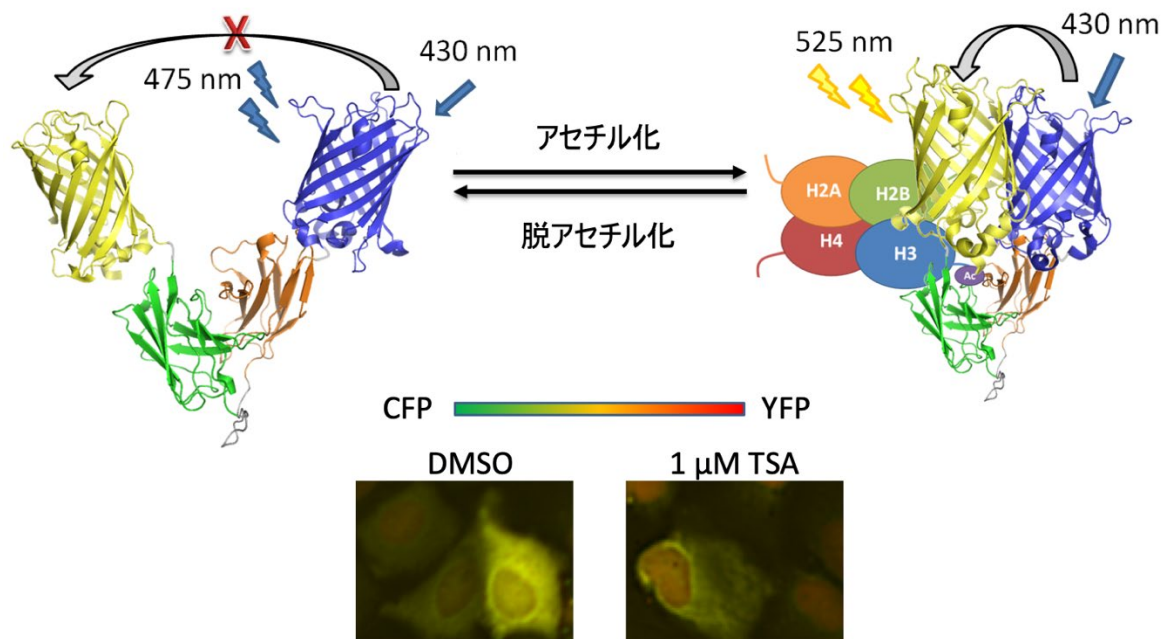 X
475 nm
430 nm
アセチル化
脱アセチル化
525 nm
430 nm
H2A
H2B
H4
H3
Ac
CFP
YFP
DMSO
1 μM TSA